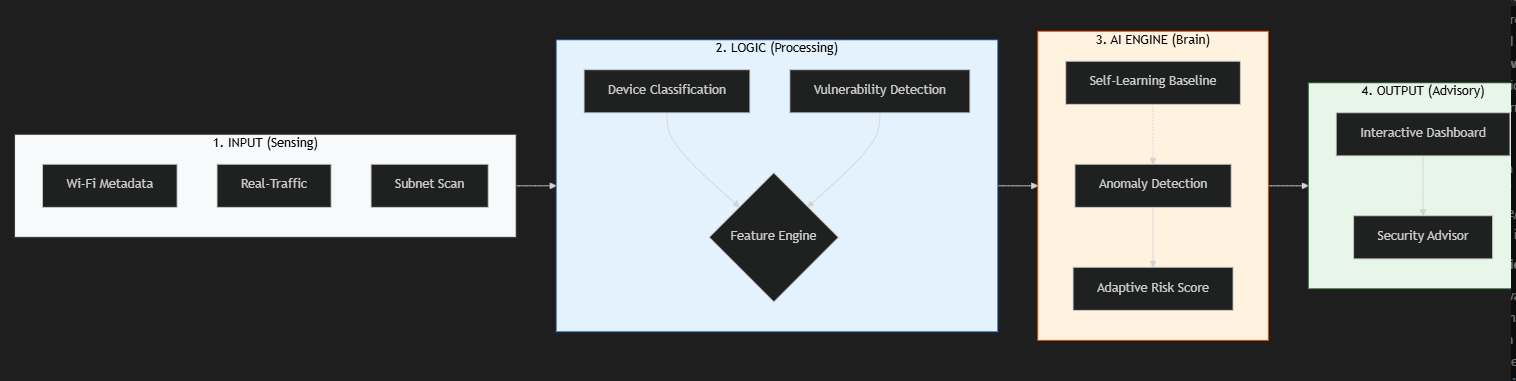 1. INPUT (Sensing)
Wi-Fi Metadata
Real-Traffic
Subnet Scan
2. LOGIC (Processing)
Device Classification
Vulnerability Detection
Feature Engine
3. AI ENGINE (Brain)
Self-Learning Baseline
Anomaly Detection
Adaptive Risk Score
4. OUTPUT (Advisory)
Interactive Dashboard
Security Advisor